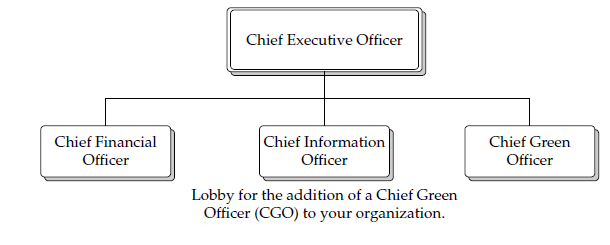 Chief Executive Officer
Chief Financial
Officer
Chief Information
Officer
Chief Green
Officer
Lobby for the addition of a Chief Green
Officer (CGO) to your organization.